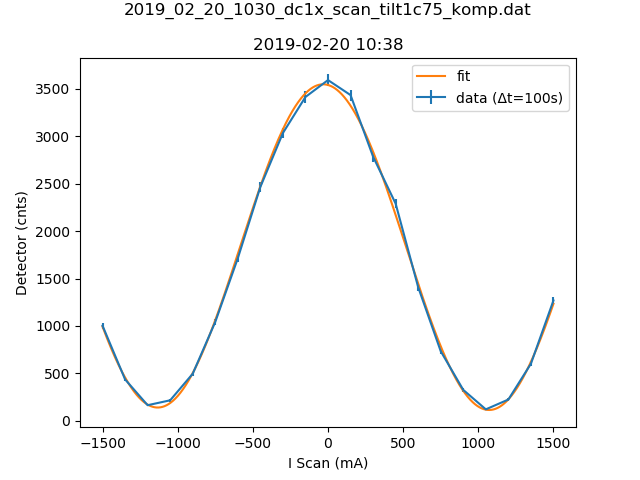 2019_02_20_1030_dc1x_scan_tilt1c75_komp.dat
2019-02-20 10:38
fit
data (Δt=100s)
Detector (cnts)
3500
3000
2500
2000
1500
1000
500
0
−1500 −1000 −500 0 500 1000 1500
I Scan (mA)